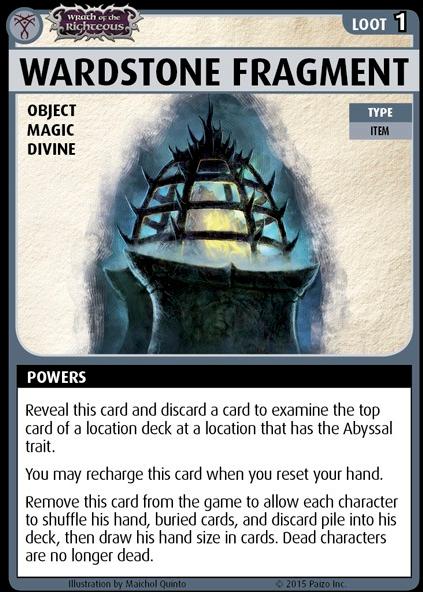 Wrath of the
Righteous
LOOT 1
WARDSTONE FRAGMENT
OBJECT
MAGIC
DIVINE
TYPE
ITEM
POWERS
Reveal this card and discard a card to examine the top
card of a location deck at a location that has the Abyssal
trait.
You may recharge this card when you reset your hand.
Remove this card from the game to allow each character
to shuffle his hand, buried cards, and discard pile into his
deck, then draw his hand size in cards. Dead characters
are no longer dead.
Illustration by Maichol Quinto © 2015 Paizo Inc.